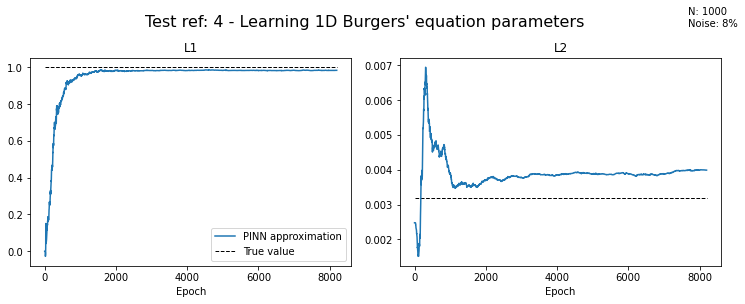 Test ref: 4 - Learning 1D Burgers' equation parameters
N: 1000
Noise: 8%
L1
L2
1.0
0.8
0.6
0.4
0.2
0.0
PINN approximation
True value
0
2000
4000
6000
8000
Epoch
0.007
0.006
0.005
0.004
0.003
0.002
0
2000
4000
6000
8000
Epoch